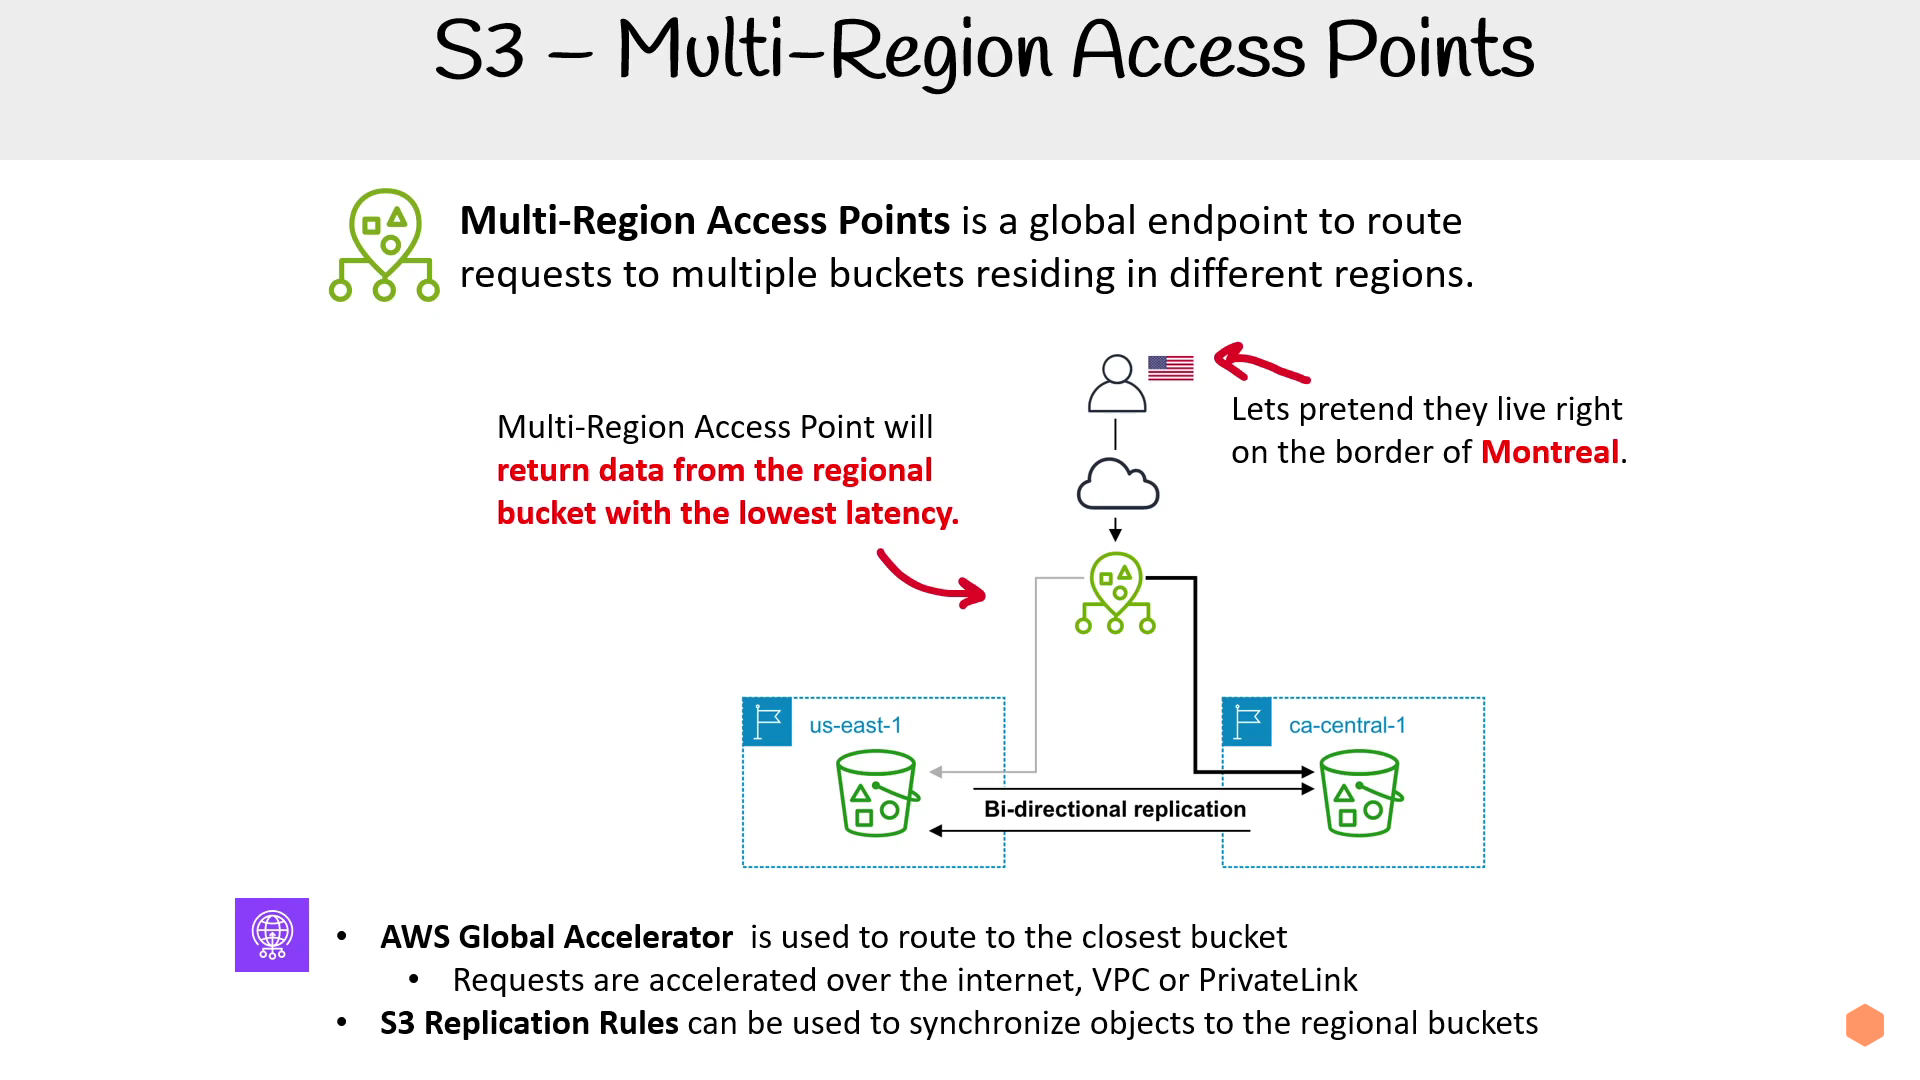 S3 – Multi-Region Access Points
Multi-Region Access Points is a global endpoint to route
requests to multiple buckets residing in different regions.
Lets pretend they live right
on the border of Montreal.
Multi-Region Access Point will
return data from the regional
bucket with the lowest latency.
us-east-1
ca-central-1
Bi-directional replication
• AWS Global Accelerator  is used to route to the closest bucket
• Requests are accelerated over the internet, VPC or PrivateLink
• S3 Replication Rules can be used to synchronize objects to the regional buckets